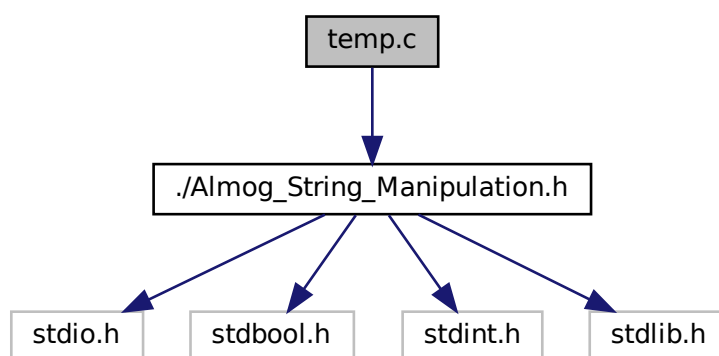 temp.c
./Almog_String_Manipulation.h
stdio.h
stdbool.h
stdint.h
stdlib.h